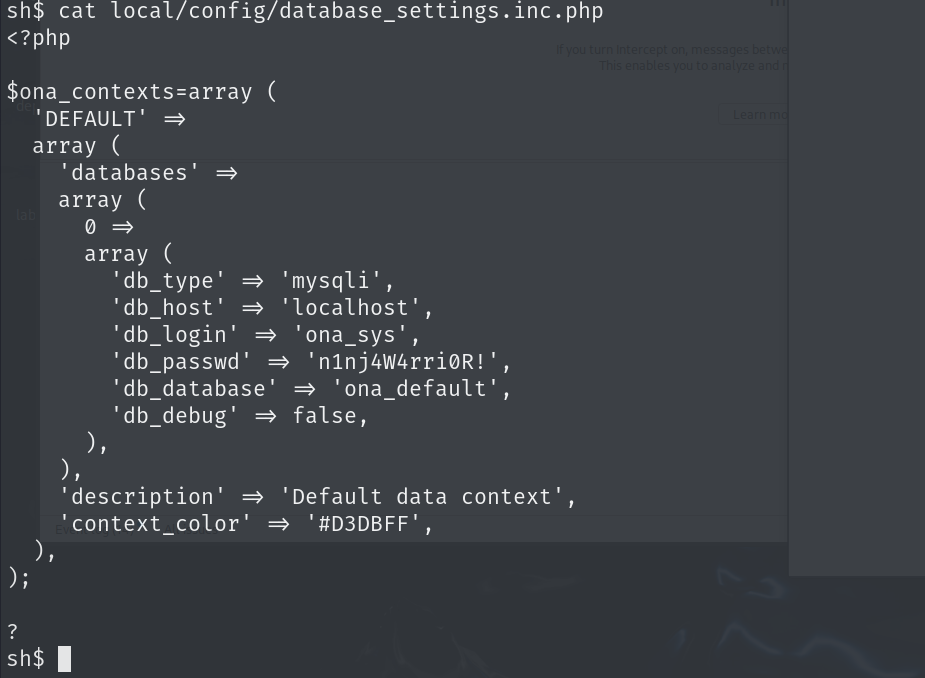 sh$ cat local/config/database_settings.inc.php
<?php
If you turn intercept on, messages betwe
This enables you to analyze and
$ona_contexts=array (
'DEFAULT' =>
Learn mo
array (
'databases' =>
array (
lab
0 =>
array (
'db_type' => 'mysqli',
'db_host' => 'localhost',
'db_login' => 'ona_sys',
'db_passwd' => 'n1nj4W4rri0R!',
'db_database' => 'ona_default',
'db_debug' => false,
),
),
'description' => 'Default data context',
'context_color' => '#D3DBFF',
),
);
?
sh$